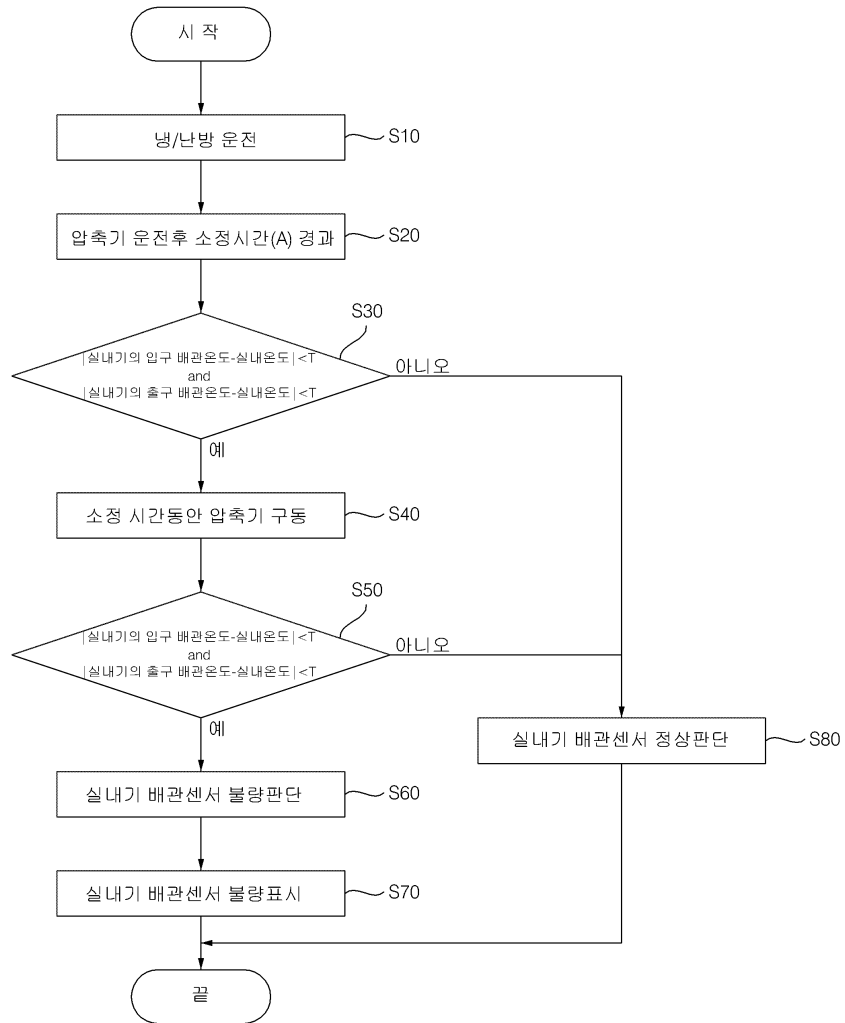 시 작
냉/난방 운전
S10
압축기 운전후 소정시간(A) 경과
S20
S30
|실내기의 입구 배관온도-실내온도|<T
and
|실내기의 출구 배관온도-실내온도|<T
아니오
예
소정 시간동안 압축기 구동
S40
S50
|실내기의 입구 배관온도-실내온도|<T
and
|실내기의 출구 배관온도-실내온도|<T
아니오
예
실내기 배관센서 정상판단
S80
실내기 배관센서 불량판단
S60
실내기 배관센서 불량표시
S70
끝